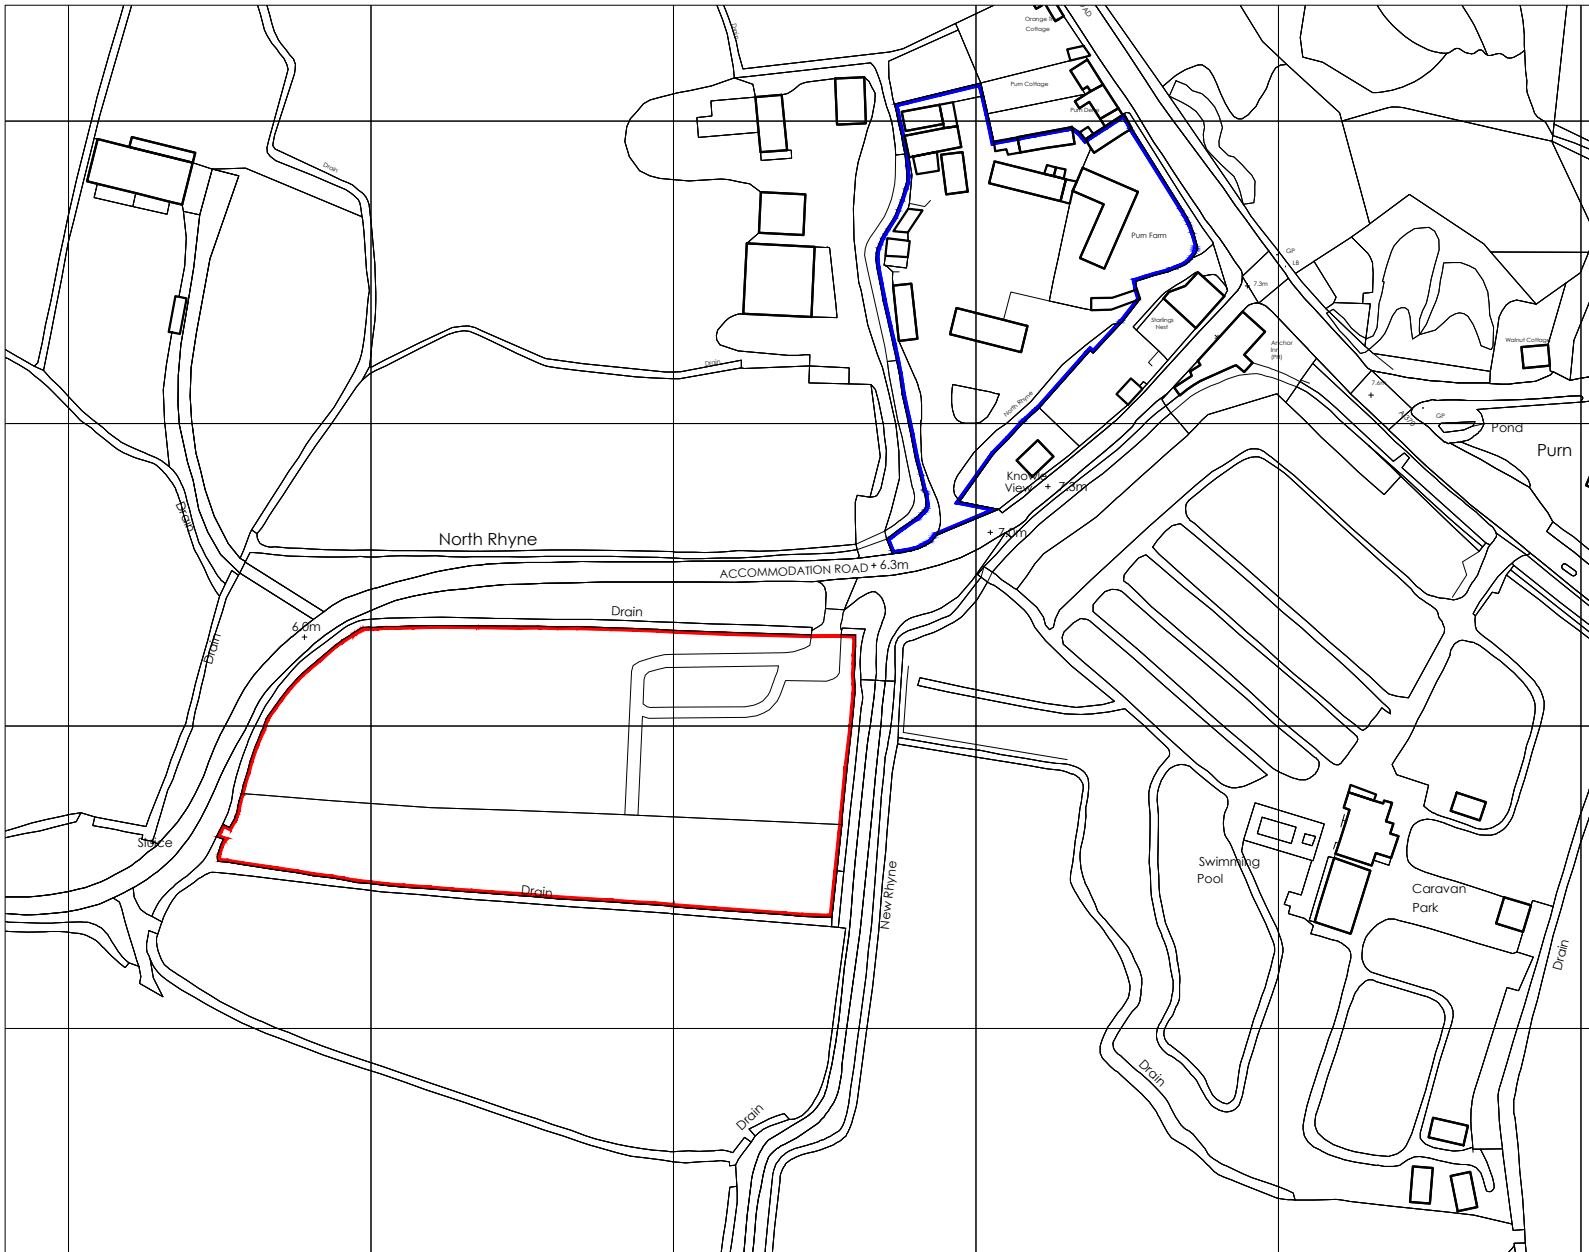 Drain
Orange
Cottage
Purn Cottage
Drain
Purn Farm
GP
LB
7.3m
Starlings
Nest
Anchor
Inn
(PH)
Walnut Cottage
Drain
7.6m
North Rhyne
GP
Pond
Purn
Knowle
View
+ 7.3m
Drain
North Rhyne
+ 7.0m
ACCOMMODATION ROAD + 6.3m
Drain
6.0m
+
Drain
Sluice
Drain
New Rhyne
Swimming
Pool
Caravan
Park
Drain
Drain
Drain